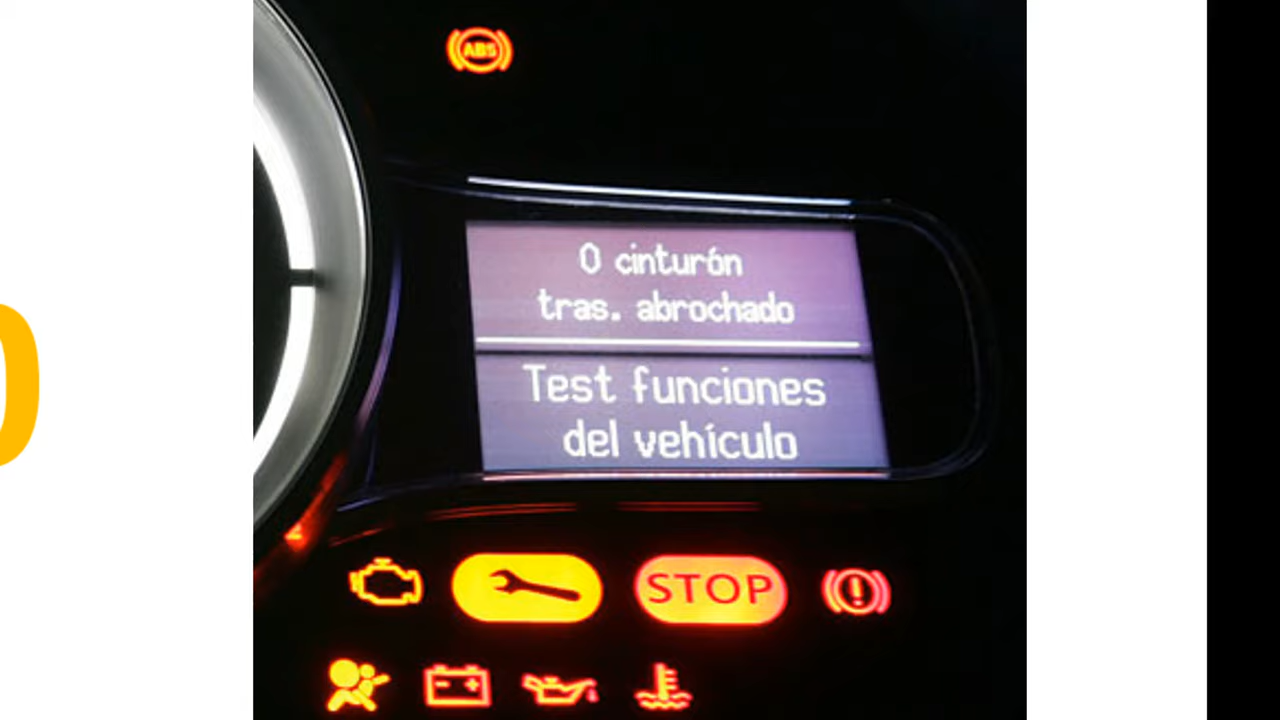 ABS
0 cinturón
tras. abrochado
Test funciones
del vehículo
STOP